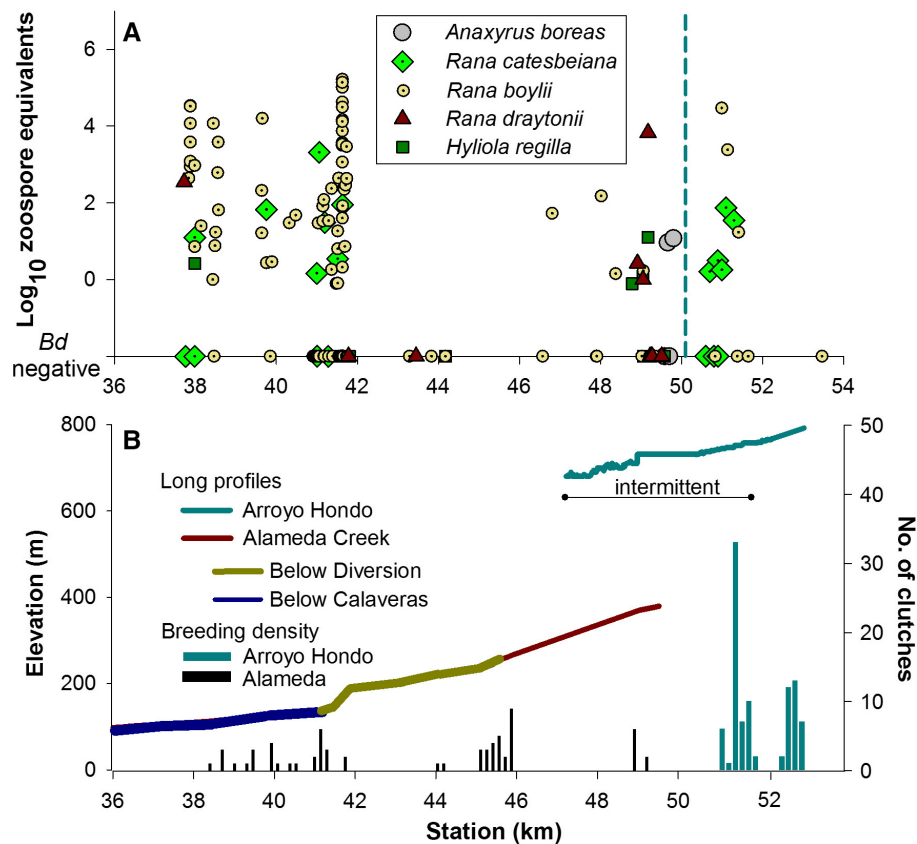 A
Log10 zoospore equivalents
6
4
2
0
Bd
negative
Anaxyrus boreas
Rana catesbeiana
Rana boylii
Rana draytonii
Hyliola regilla
36 38 40 42 44 46 48 50 52 54
B
Elevation (m)
800
600
400
200
0
Long profiles
Arroyo Hondo
Alameda Creek
Below Diversion
Below Calaveras
Breeding density
Arroyo Hondo
Alameda
intermittent
50
40
30
20
10
0
No. of clutches
36 38 40 42 44 46 48 50 52
Station (km)